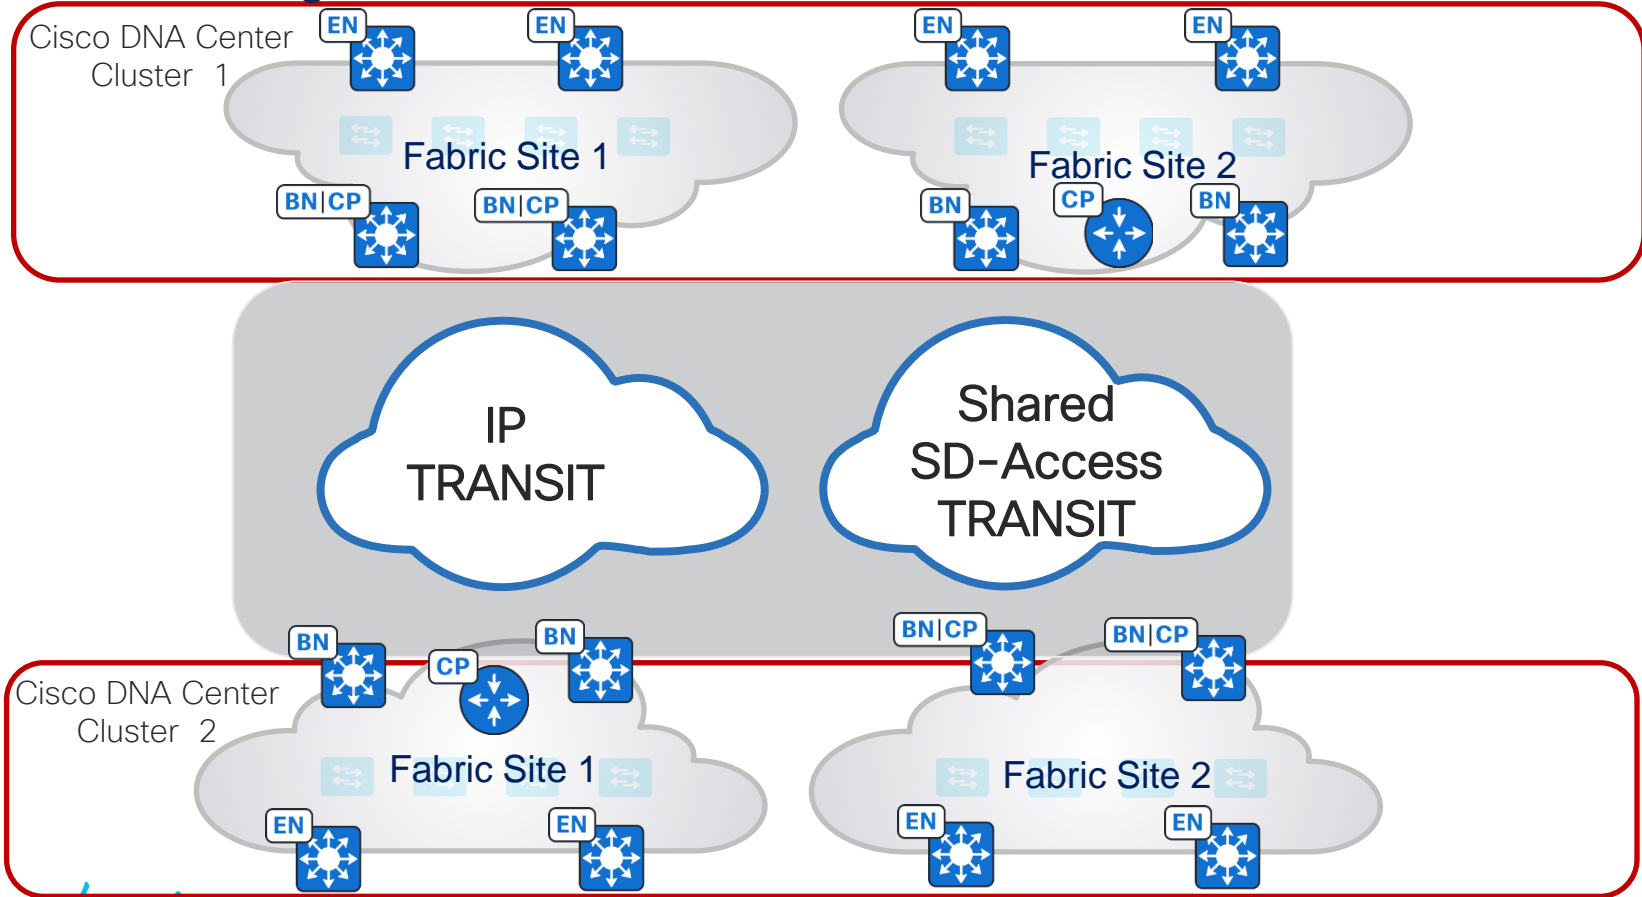 Cisco DNA Center
Cluster 1
EN
EN
EN
EN
Fabric Site 1
Fabric Site 2
BN|CP
BN|CP
BN
CP
BN
IP
TRANSIT
Shared
SD-Access
TRANSIT
BN
CP
BN
BN|CP
BN|CP
Cisco DNA Center
Cluster 2
Fabric Site 1
Fabric Site 2
EN
EN
EN
EN